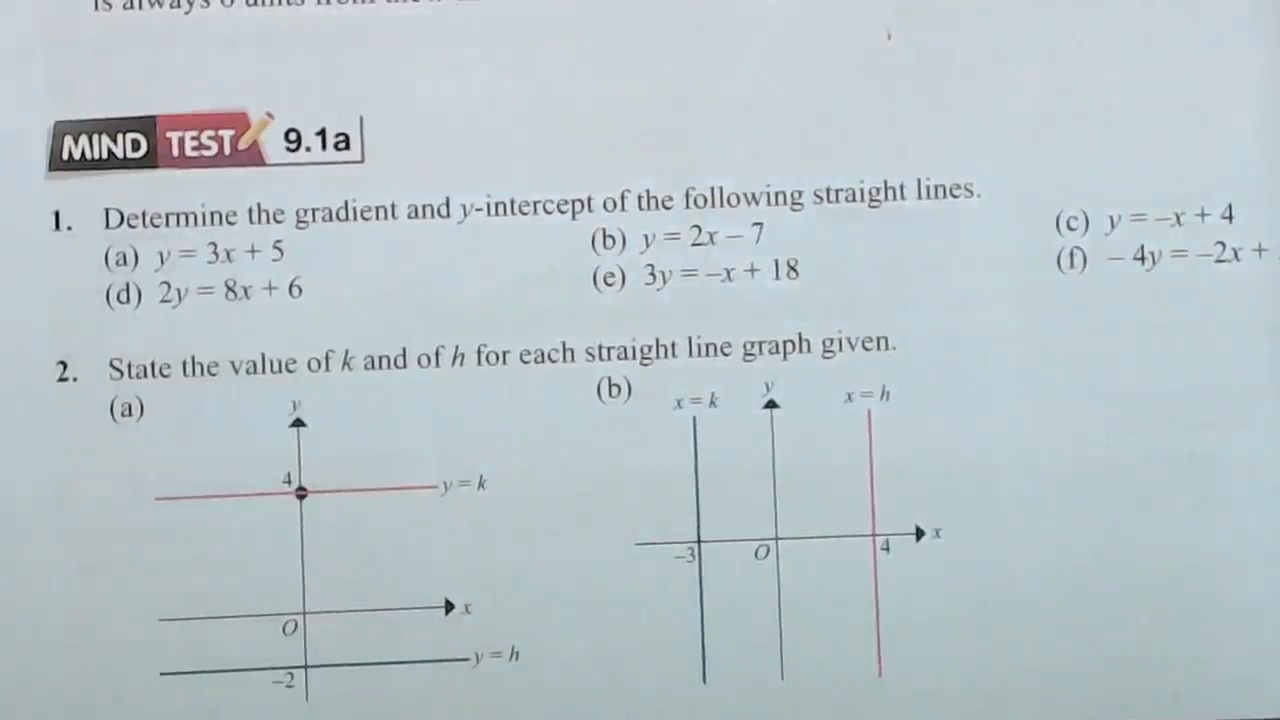 is always
MIND TEST 9.1a
1. Determine the gradient and y-intercept of the following straight lines.
(a) y = 3x + 5
(b) y = 2x – 7
(c) y = –x + 4
(d) 2y = 8x + 6
(e) 3y = –x + 18
(f) – 4y = –2x +
2. State the value of k and of h for each straight line graph given.
(a)
y
4
y = k
x
O
y = h
–2
(b)
x = k
y
x = h
x
–3
O
4